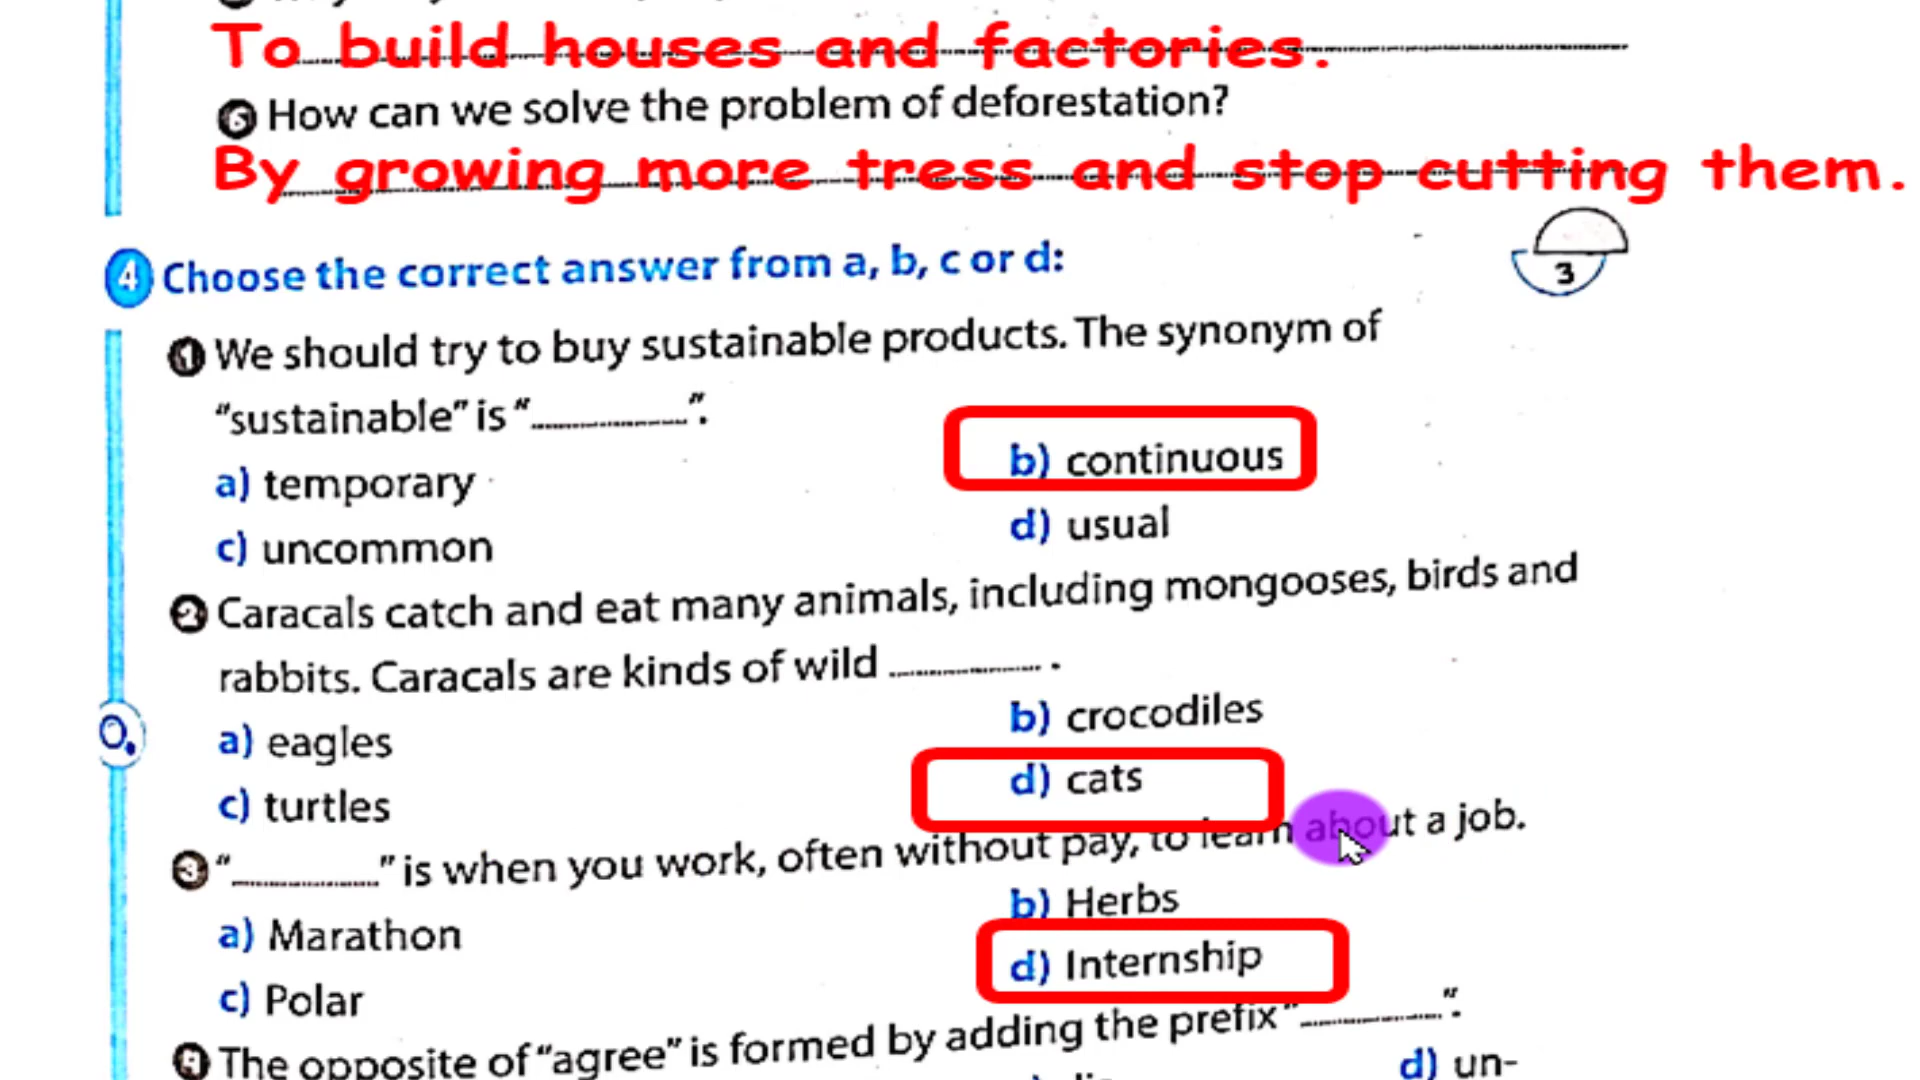 To build houses and factories.
6 How can we solve the problem of deforestation?
By growing more tress and stop cutting them.
4 Choose the correct answer from a, b, c or d:
3
1 We should try to buy sustainable products. The synonym of
“sustainable” is “..................”.
a) temporary
b) continuous
c) uncommon
d) usual
2 Caracals catch and eat many animals, including mongooses, birds and
rabbits. Caracals are kinds of wild .................. .
a) eagles
b) crocodiles
c) turtles
d) cats
3 “..................” is when you work, often without pay, to learn about a job.
a) Marathon
b) Herbs
c) Polar
d) Internship
The opposite of “agree” is formed by adding the prefix “..................”.
d) un-